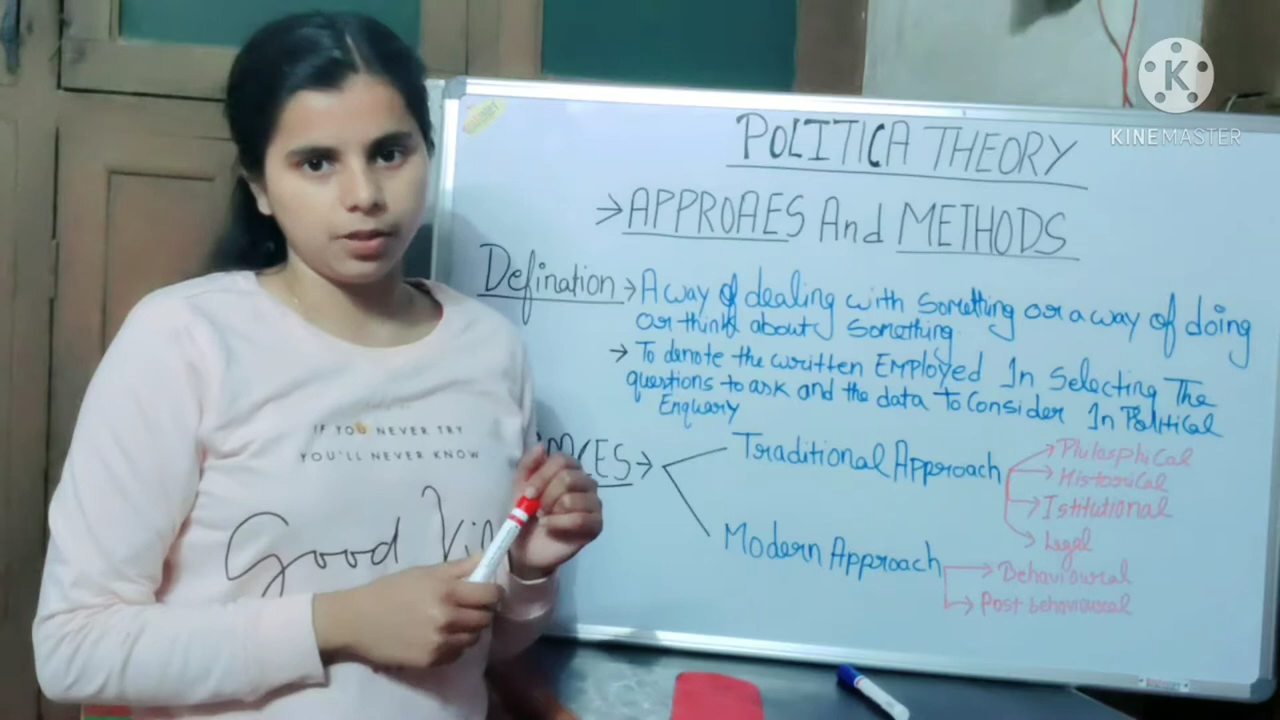 K
KINEMASTER
POLITICA THEORY
→APPROAES And METHODS
Defination → A way of dealing with something or a way of doing
or think about something
→ To denote the written EMPloyed In Selecting The
questions to ask and the data To Consider In Political
Enquary
→ Traditional Approach
→ Philosphical
→ Historical
→ Istitutional
→ Legal
Modern Approach
→ Behavioural
→ Post behavioural
IF YOU NEVER TRY
YOU'LL NEVER KNOW
Good